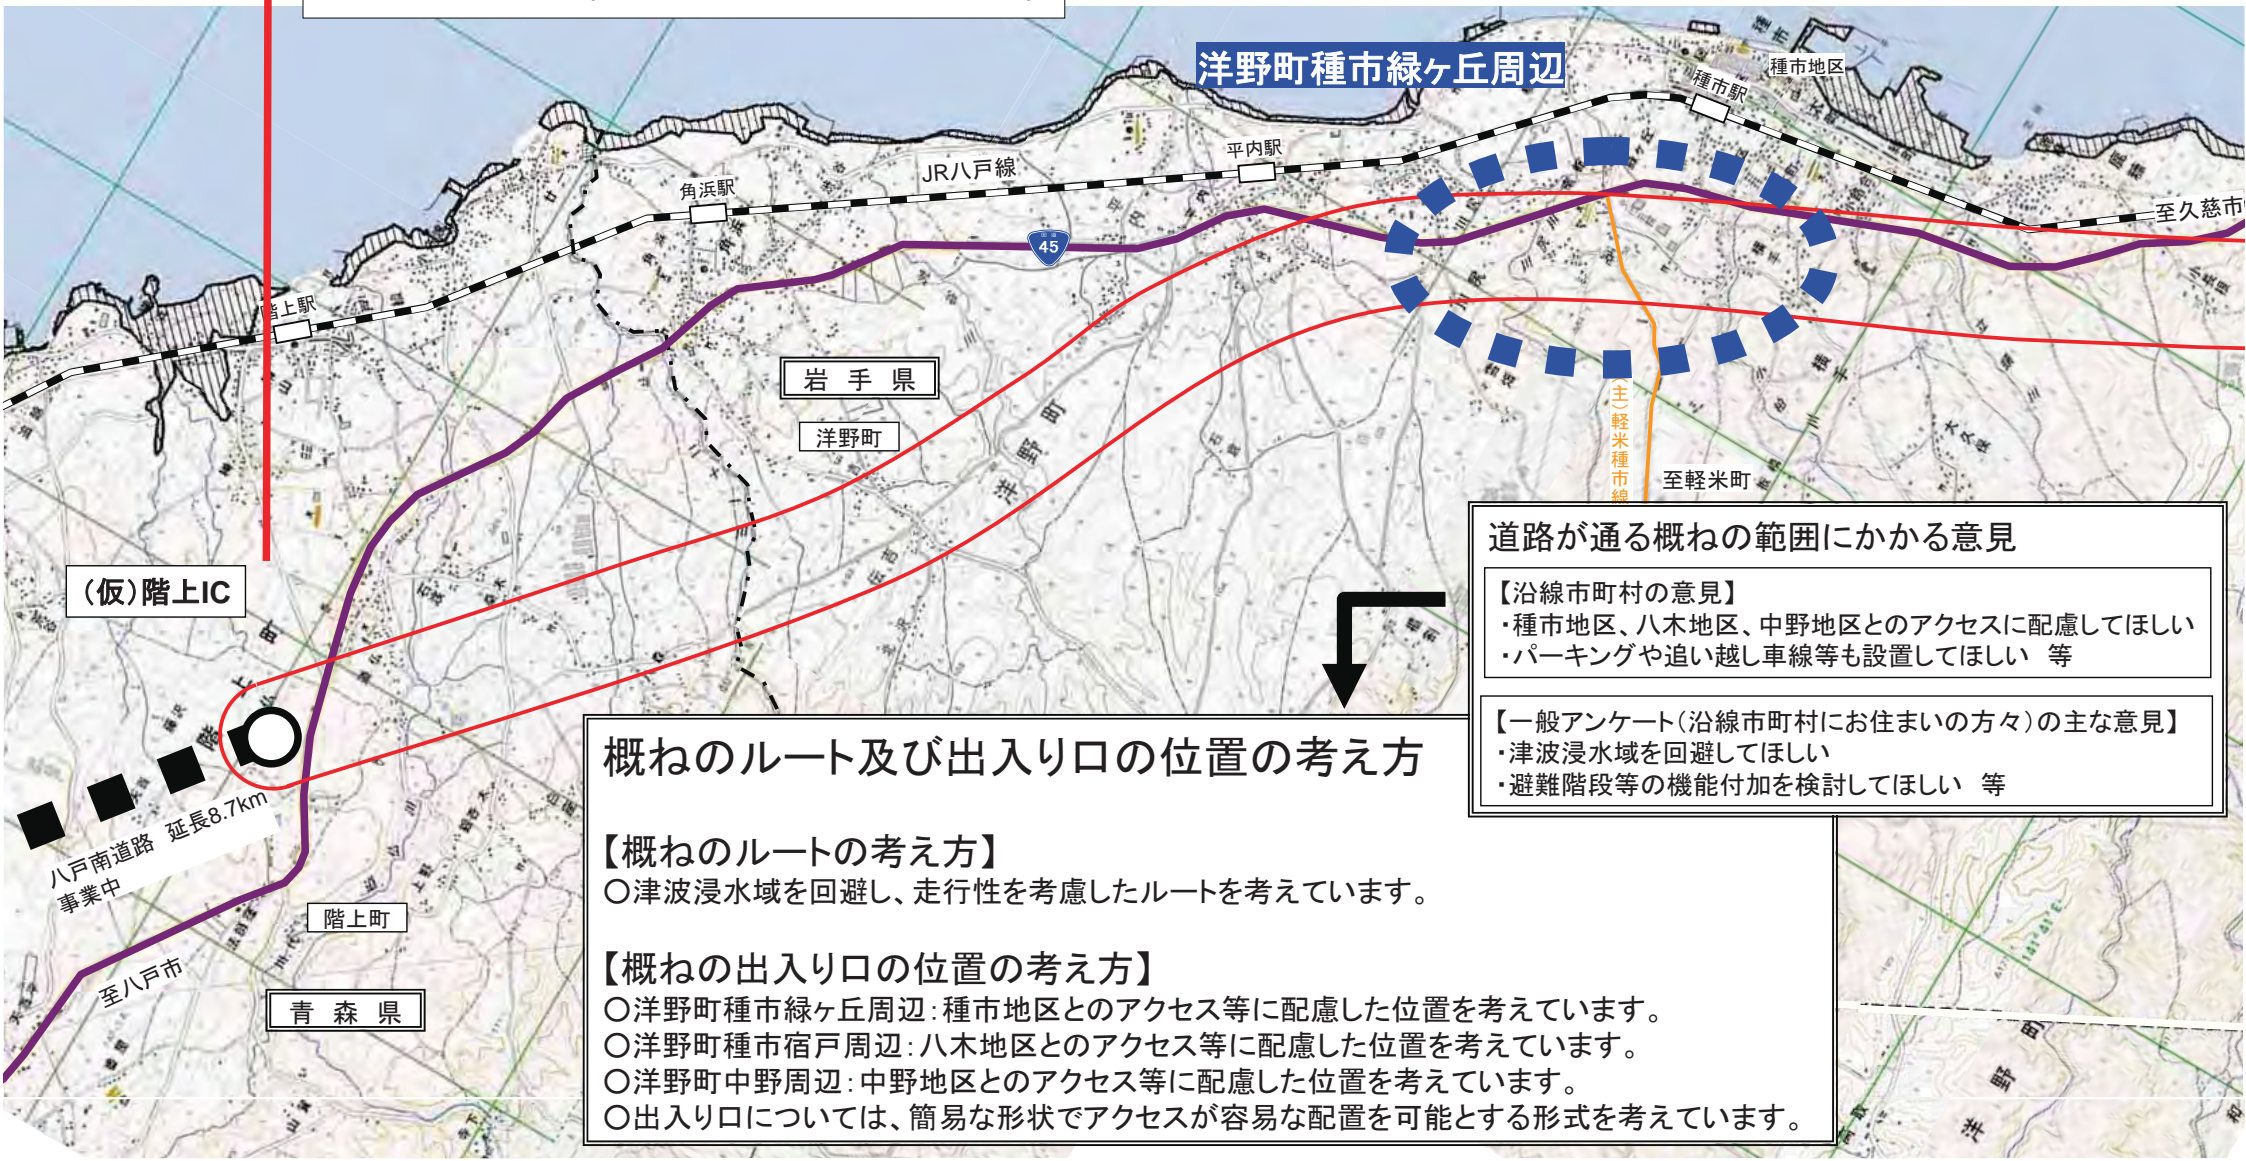 洋野町種市緑ヶ丘周辺
種市
種市地区
種市駅
平内駅
JR八戸線
角浜駅
至久慈市
国道
45
階上駅
岩手県
洋野町
洋野町
(主)軽米種市線
至軽米町
(仮)階上IC
階上町
八戸南道路 延長8.7km
事業中
階上町
至八戸市
青森県
道路が通る概ねの範囲にかかる意見
【沿線市町村の意見】
・種市地区、八木地区、中野地区とのアクセスに配慮してほしい
・パーキングや追い越し車線等も設置してほしい 等
【一般アンケート(沿線市町村にお住まいの方々)の主な意見】
・津波浸水域を回避してほしい
・避難階段等の機能付加を検討してほしい 等
概ねのルート及び出入り口の位置の考え方
【概ねのルートの考え方】
○津波浸水域を回避し、走行性を考慮したルートを考えています。
【概ねの出入り口の位置の考え方】
○洋野町種市緑ヶ丘周辺:種市地区とのアクセス等に配慮した位置を考えています。
○洋野町種市宿戸周辺:八木地区とのアクセス等に配慮した位置を考えています。
○洋野町中野周辺:中野地区とのアクセス等に配慮した位置を考えています。
○出入り口については、簡易な形状でアクセスが容易な配置を可能とする形式を考えています。
141°41'E
洋野町